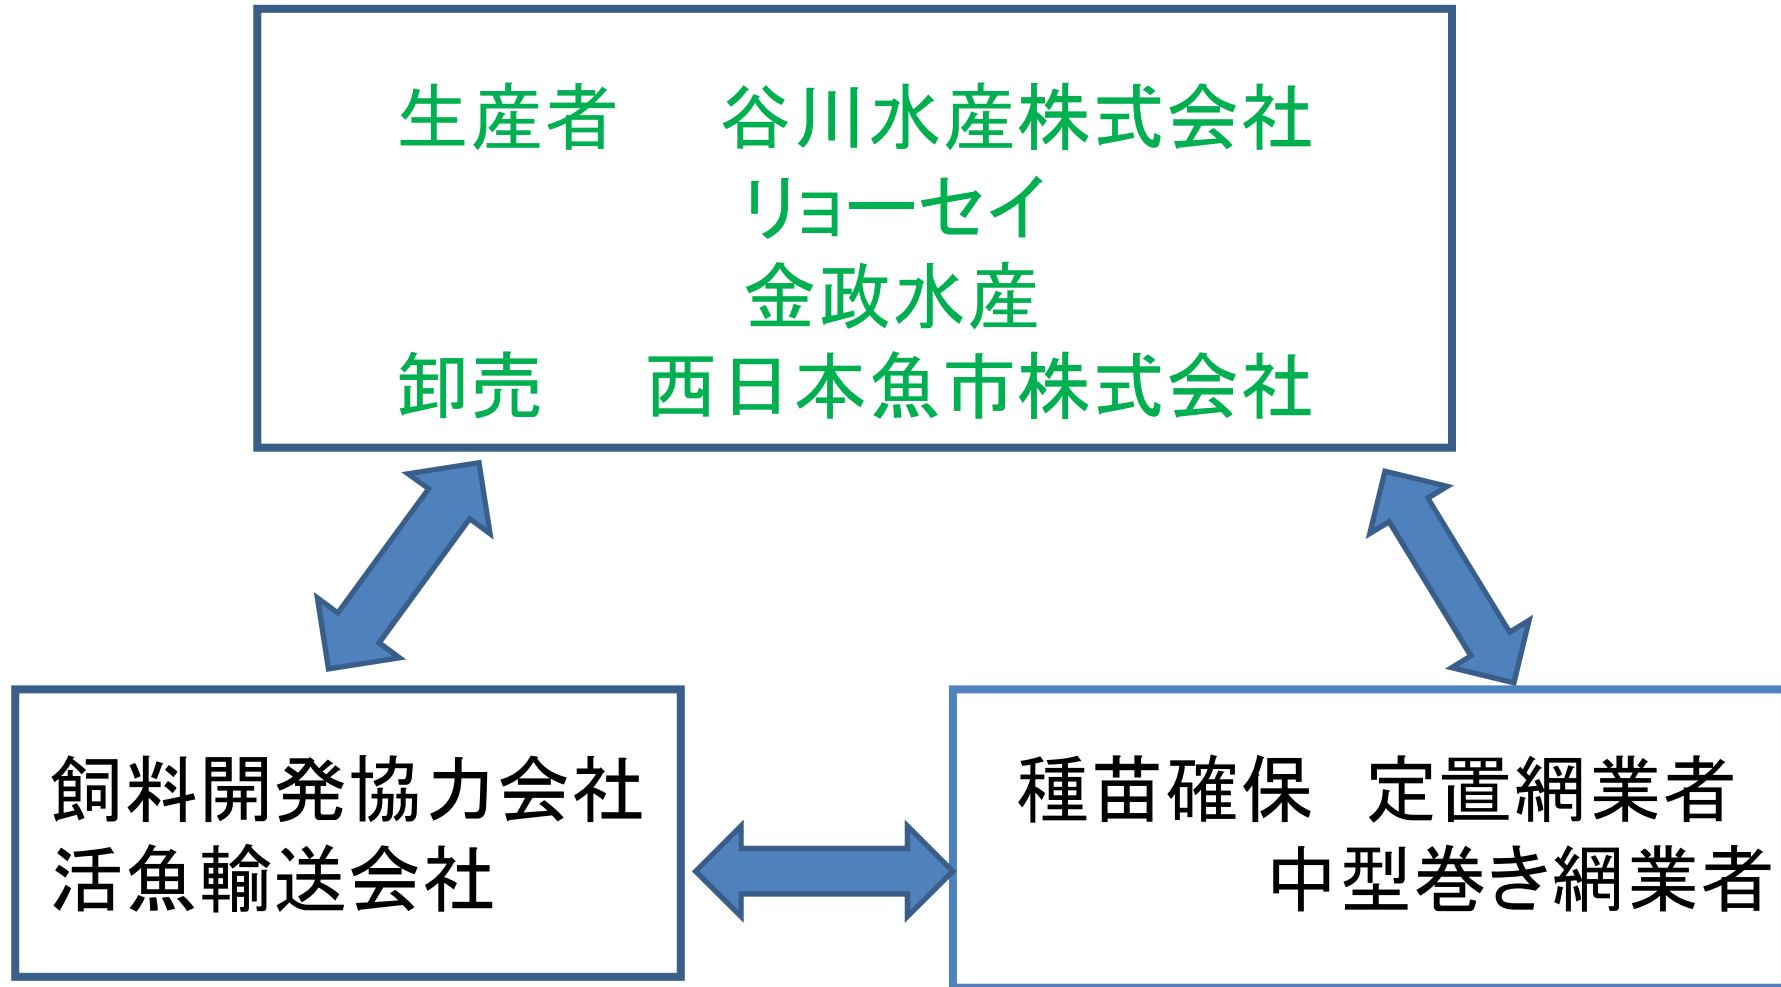 生産者　谷川水産株式会社
リョーセイ
金政水産
卸売　西日本魚市株式会社
飼料開発協力会社
活魚輸送会社
種苗確保　定置網業者
中型巻き網業者